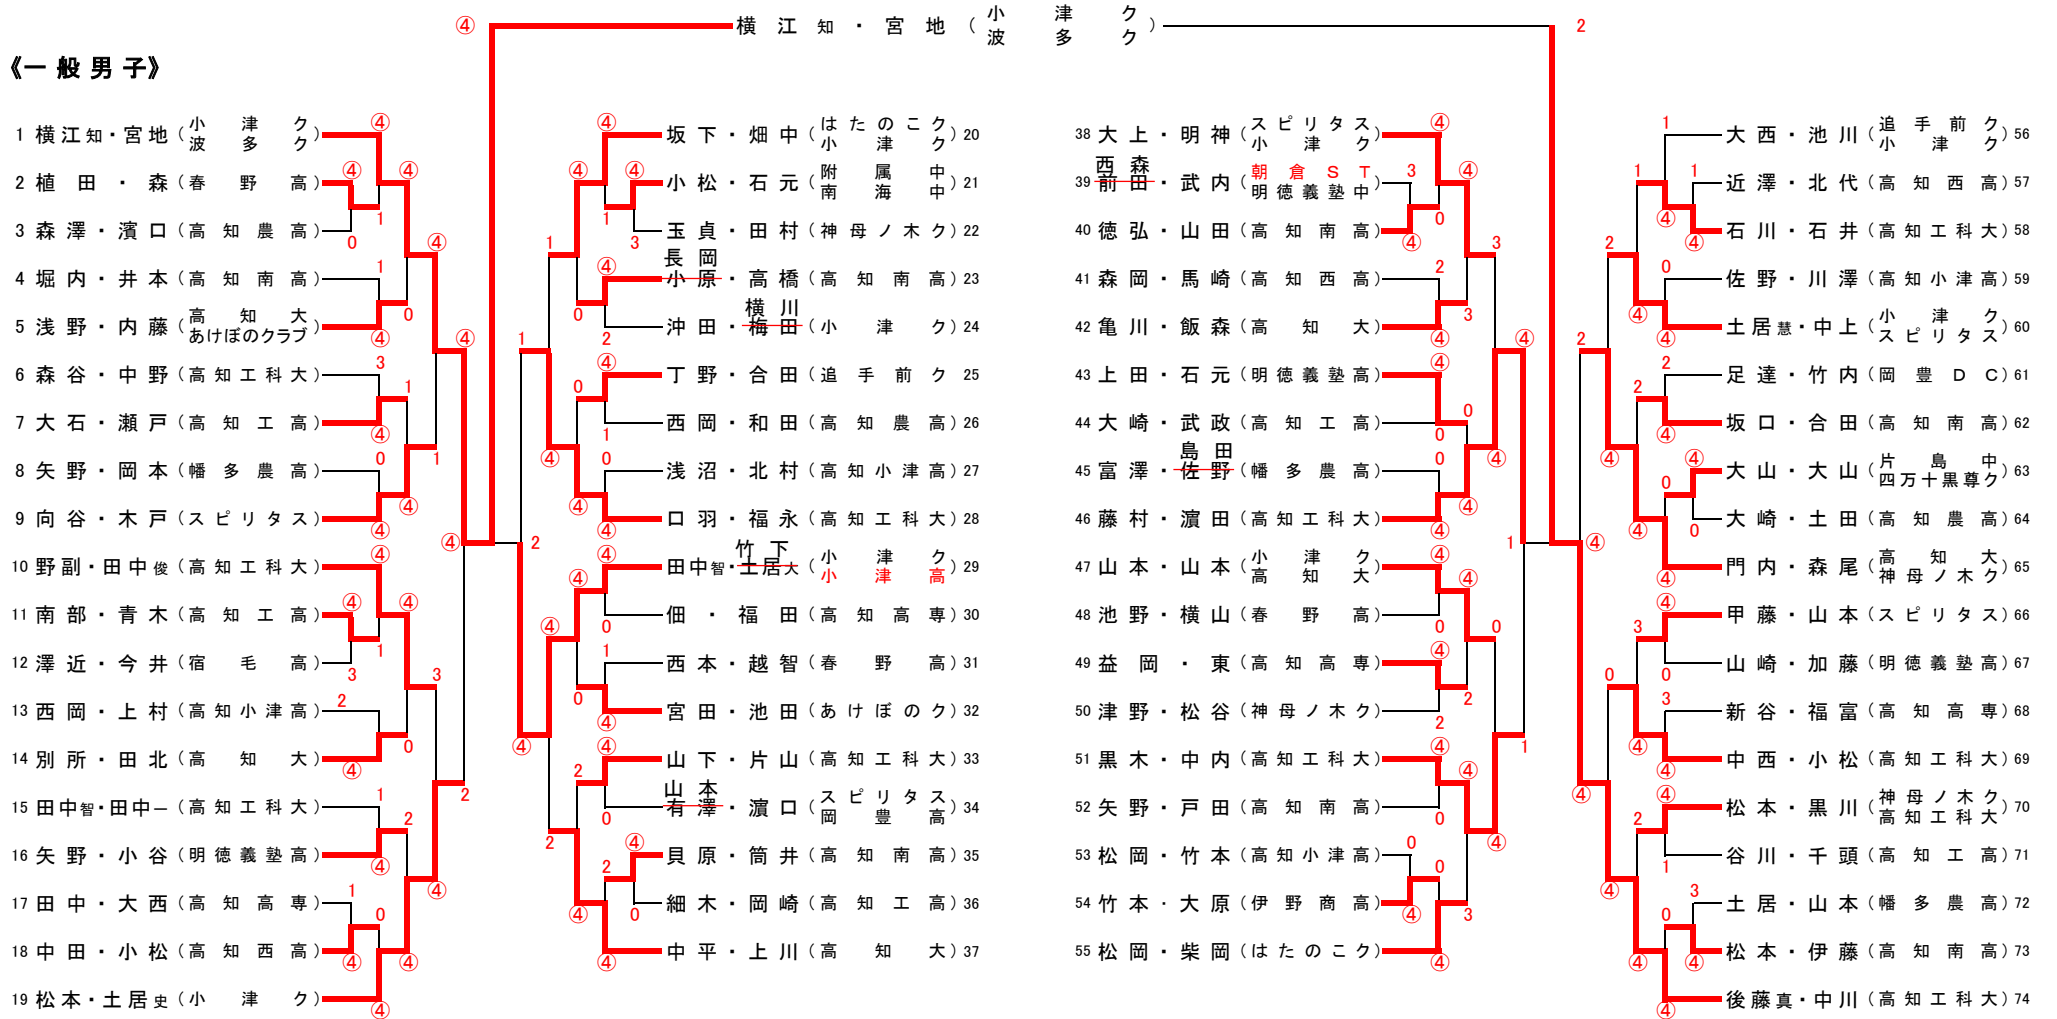 ④ 横江知・宮地（小津ク 波多ク） 2
《一般男子》
1 横江知・宮地（小津ク 波多ク）
2 植田・森（春野高）
3 森澤・濱口（高知農高）
4 堀内・井本（高知南高）
5 浅野・内藤（高知大 あけぼのクラブ）
6 森谷・中野（高知工科大）
7 大石・瀬戸（高知工高）
8 矢野・岡本（幡多農高）
9 向谷・木戸（スピリタス）
10 野副・田中俊（高知工科大）
11 南部・青木（高知工高）
12 澤近・今井（宿毛高）
13 西岡・上村（高知小津高）
14 別所・田北（高知大）
15 田中智・田中一（高知工科大）
16 矢野・小谷（明徳義塾高）
17 田中・大西（高知高専）
18 中田・小松（高知西高）
19 松本・土居史（小津ク）
坂下・畑中（はたのこク 小津ク）20
小松・石元（附属中 南海中）21
玉貞・田村（神母ノ木ク）22
長岡
小原・高橋（高知南高）23
横川
沖田・梅田（小津ク）24
丁野・合田（追手前ク 25
西岡・和田（高知農高）26
浅沼・北村（高知小津高）27
口羽・福永（高知工科大）28
竹下
田中智・土居大（小津ク 小津高）29
佃・福田（高知高専）30
西本・越智（春野高）31
宮田・池田（あけぼのク）32
山下・片山（高知工科大）33
山本
有澤・濵口（スピリタス 岡豊高）34
貝原・筒井（高知南高）35
細木・岡崎（高知工高）36
中平・上川（高知大）37
38 大上・明神（スピリタス 小津ク）
西森
39 前田・武内（朝倉ST 明徳義塾中）
40 徳弘・山田（高知南高）
41 森岡・馬崎（高知西高）
42 亀川・飯森（高知大）
43 上田・石元（明徳義塾高）
44 大崎・武政（高知工高）
島田
45 富澤・佐野（幡多農高）
46 藤村・濵田（高知工科大）
47 山本・山本（小津ク 高知大）
48 池野・横山（春野高）
49 益岡・東（高知高専）
50 津野・松谷（神母ノ木ク）
51 黒木・中内（高知工科大）
52 矢野・戸田（高知南高）
53 松岡・竹本（高知小津高）
54 竹本・大原（伊野商高）
55 松岡・柴岡（はたのこク）
大西・池川（追手前ク 小津ク）56
近澤・北代（高知西高）57
石川・石井（高知工科大）58
佐野・川澤（高知小津高）59
土居慧・中上（小津ク スピリタス）60
足達・竹内（岡豊DC）61
坂口・合田（高知南高）62
大山・大山（片島中 四万十黒尊ク）63
大崎・土田（高知農高）64
門内・森尾（高知大 神母ノ木ク）65
甲藤・山本（スピリタス）66
山崎・加藤（明徳義塾高）67
新谷・福富（高知高専）68
中西・小松（高知工科大）69
松本・黒川（神母ノ木ク 高知工科大）70
谷川・千頭（高知工高）71
土居・山本（幡多農高）72
松本・伊藤（高知南高）73
後藤真・中川（高知工科大）74